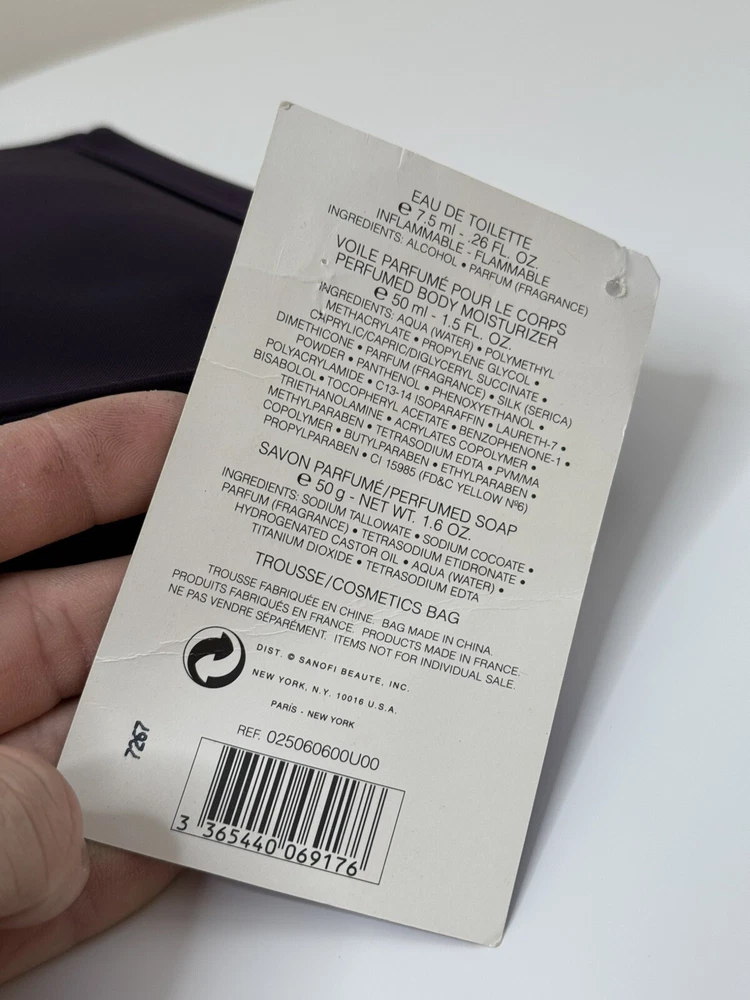 EAU DE TOILETTE
℮ 7,5 ml - .26 FL. OZ.
INFLAMMABLE - FLAMMABLE
INGREDIENTS: ALCOHOL • PARFUM (FRAGRANCE)
VOILE PARFUMÉ POUR LE CORPS
PERFUMED BODY MOISTURIZER
℮ 50 ml - 1.5 FL. OZ.
INGREDIENTS: AQUA (WATER) • POLYMETHYL
METHACRYLATE • PROPYLENE GLYCOL •
CAPRYLIC/CAPRIC/DIGLYCERYL SUCCINATE •
DIMETHICONE • PARFUM (FRAGRANCE) • SILK (SERICA)
POWDER • PANTHENOL • PHENOXYETHANOL •
POLYACRYLAMIDE • C13-14 ISOPARAFFIN • LAURETH-7 •
BISABOLOL • TOCOPHERYL ACETATE • BENZOPHENONE-1 •
TRIETHANOLAMINE • ACRYLATES COPOLYMER •
METHYLPARABEN • TETRASODIUM EDTA • PVM/MA
COPOLYMER • BUTYLPARABEN • ETHYLPARABEN •
PROPYLPARABEN • CI 15985 (FD&C YELLOW Nº6)
SAVON PARFUMÉ/PERFUMED SOAP
℮ 50 g - NET WT. 1.6 OZ.
INGREDIENTS: SODIUM TALLOWATE • SODIUM COCOATE •
PARFUM (FRAGRANCE) • TETRASODIUM ETIDRONATE •
HYDROGENATED CASTOR OIL • AQUA (WATER) •
TITANIUM DIOXIDE • TETRASODIUM EDTA
TROUSSE/COSMETICS BAG
TROUSSE FABRIQUÉE EN CHINE. BAG MADE IN CHINA.
PRODUITS FABRIQUÉS EN FRANCE. PRODUCTS MADE IN FRANCE.
NE PAS VENDRE SÉPARÉMENT. ITEMS NOT FOR INDIVIDUAL SALE.
DIST. © SANOFI BEAUTE, INC.
NEW YORK, N.Y. 10016 U.S.A.
PARIS - NEW YORK
7267
REF. 025060600U00
3 365440 069176